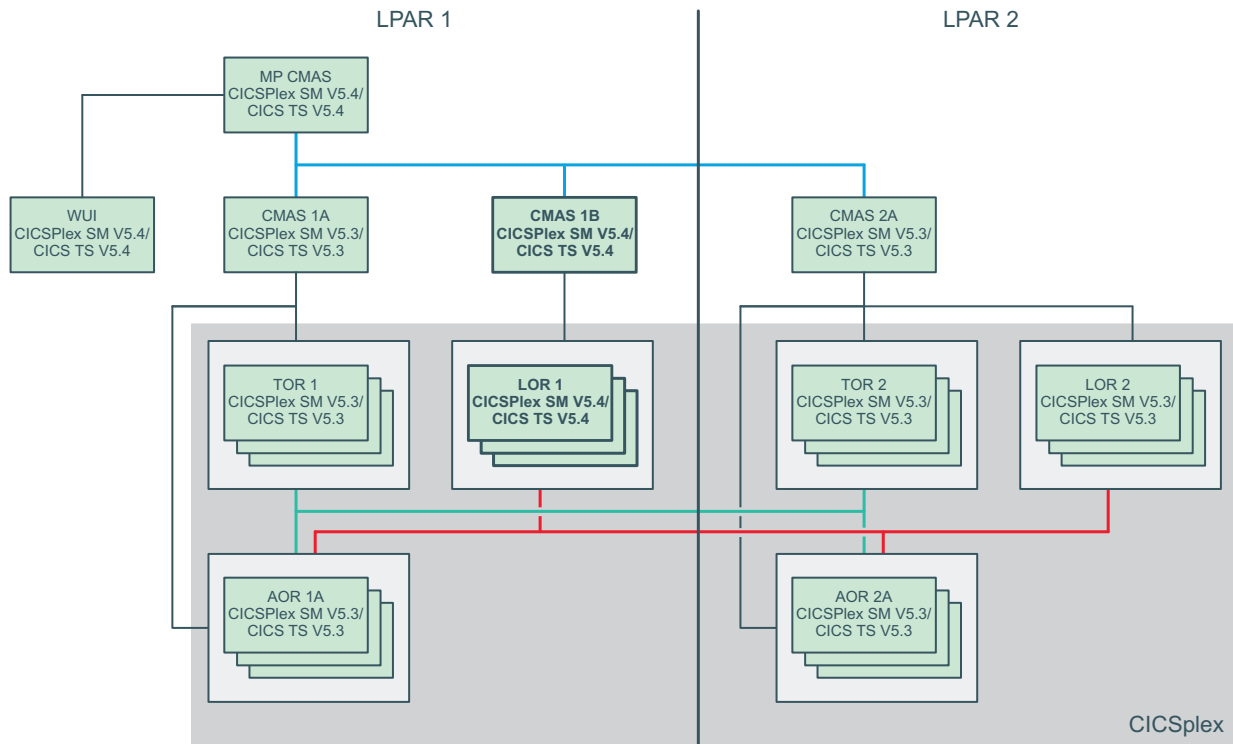 LPAR 1
LPAR 2
MP CMAS
CICSPlex SM V5.4/
CICS TS V5.4
WUI
CICSPlex SM V5.4/
CICS TS V5.4
CMAS 1A
CICSPlex SM V5.3/
CICS TS V5.3
CMAS 1B
CICSPlex SM V5.4/
CICS TS V5.4
CMAS 2A
CICSPlex SM V5.3/
CICS TS V5.3
TOR 1
CICSPlex SM V5.3/
CICS TS V5.3
LOR 1
CICSPlex SM V5.4/
CICS TS V5.4
TOR 2
CICSPlex SM V5.3/
CICS TS V5.3
LOR 2
CICSPlex SM V5.3/
CICS TS V5.3
AOR 1A
CICSPlex SM V5.3/
CICS TS V5.3
AOR 2A
CICSPlex SM V5.3/
CICS TS V5.3
CICSplex